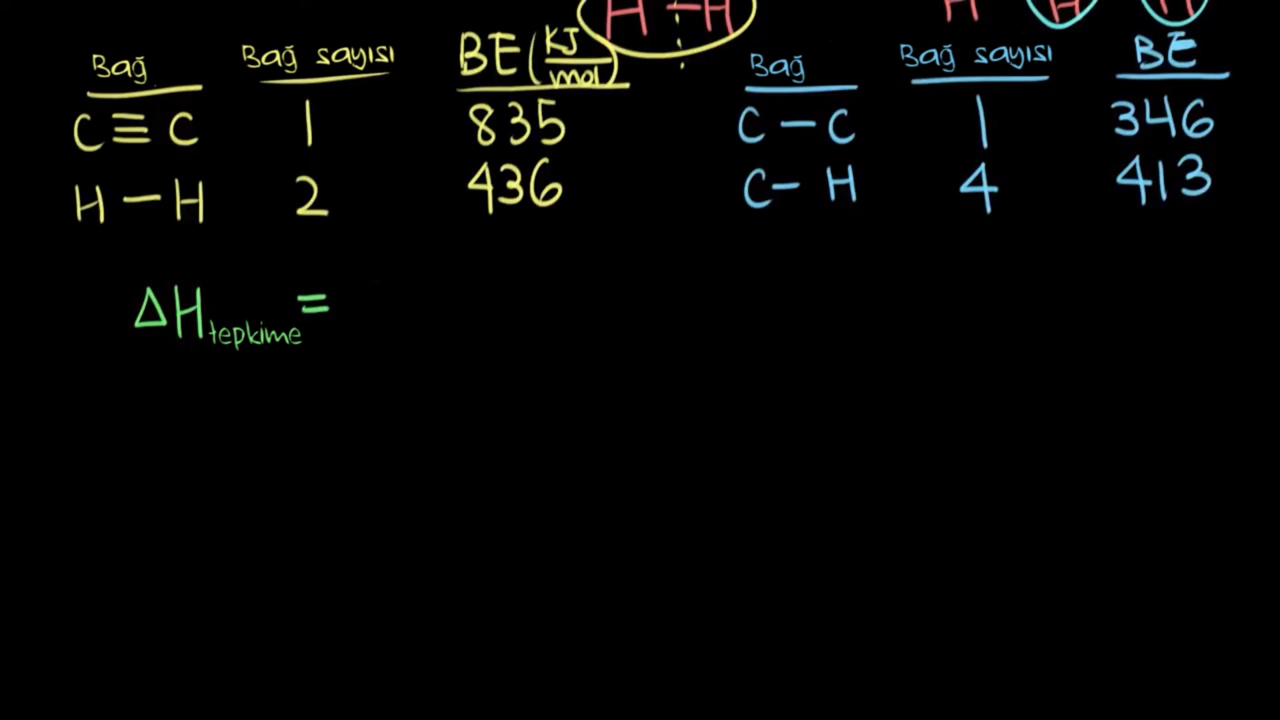 H – H H H H
Bağ Bağ sayısı BE (KJ/mol) Bağ Bağ sayısı BE
C ≡ C 1 835 C – C 1 346
H – H 2 436 C – H 4 413
ΔHtepkime =